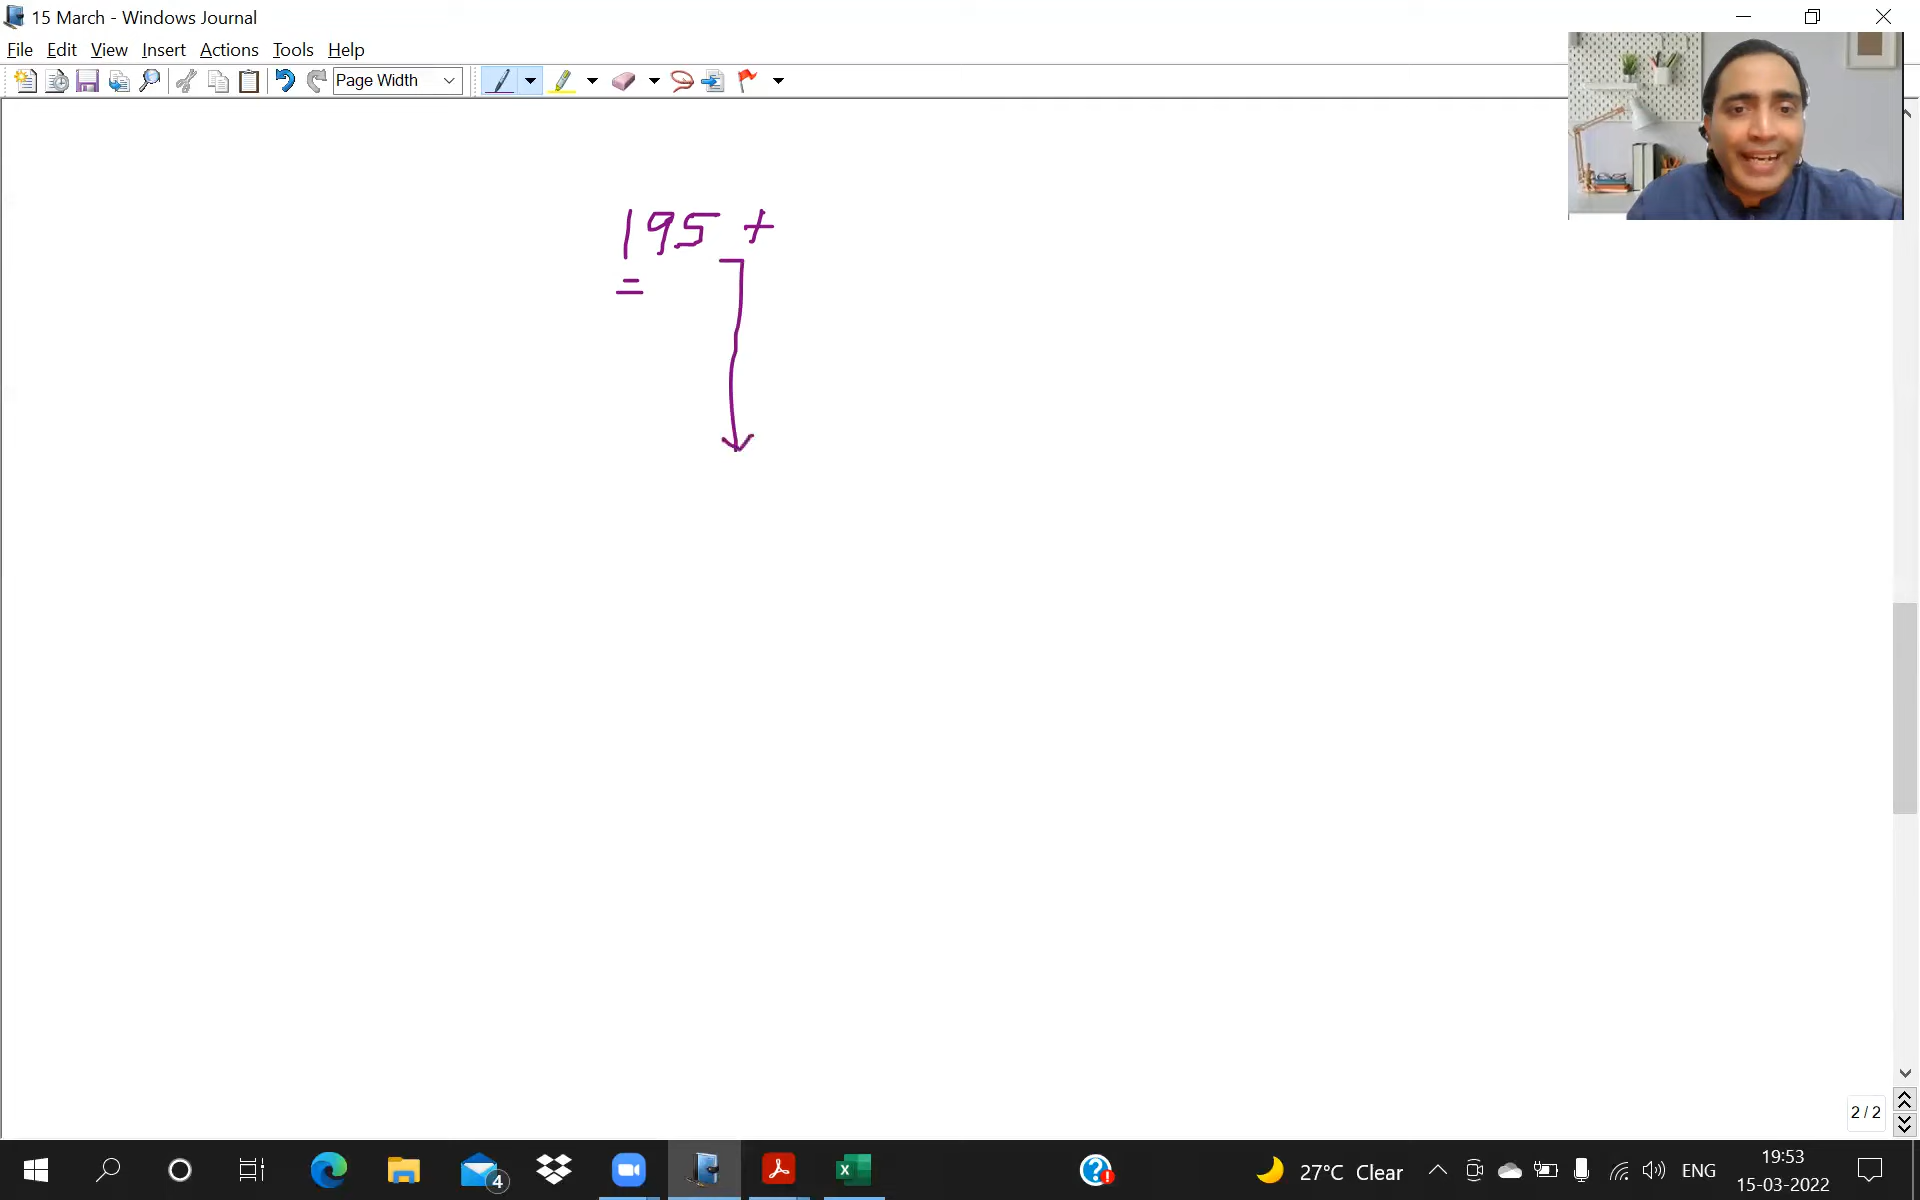 15 March - Windows Journal
File Edit View Insert Actions Tools Help
Page Width
195 +
=
2 / 2
4
27°C Clear
ENG
19:53
15-03-2022